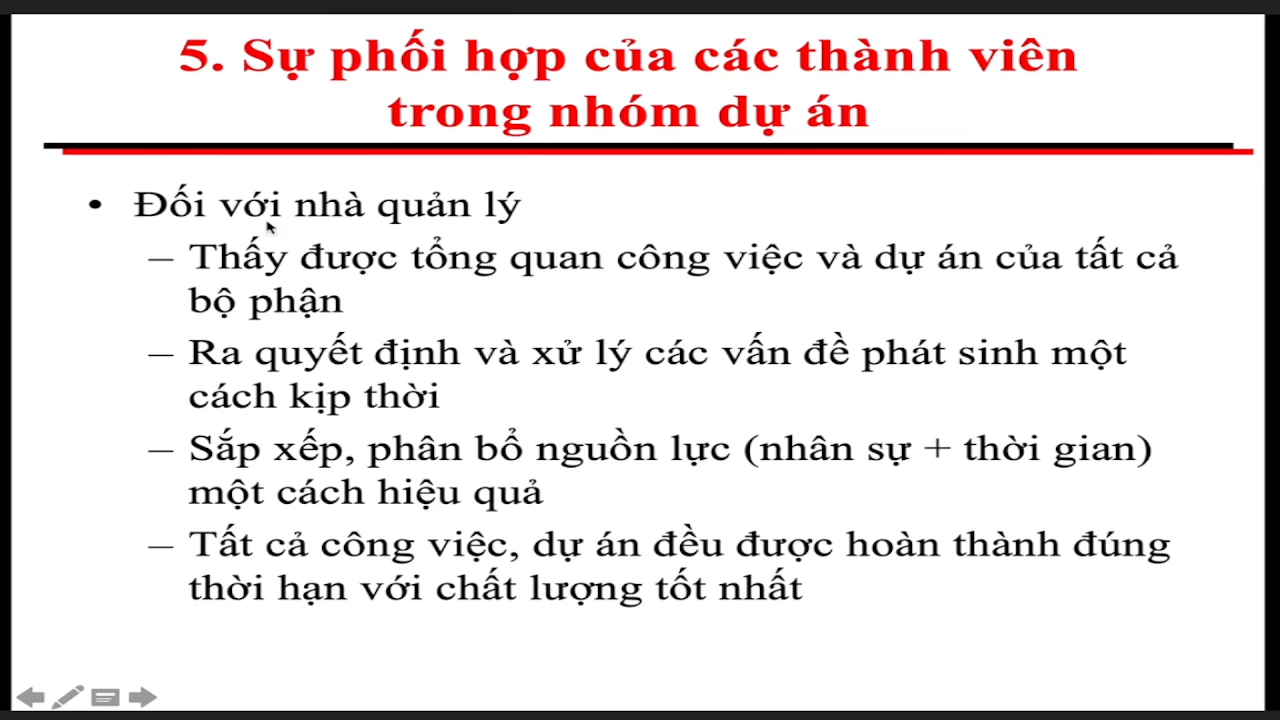 5. Sự phối hợp của các thành viên
trong nhóm dự án
• Đối với nhà quản lý
– Thấy được tổng quan công việc và dự án của tất cả
bộ phận
– Ra quyết định và xử lý các vấn đề phát sinh một
cách kịp thời
– Sắp xếp, phân bổ nguồn lực (nhân sự + thời gian)
một cách hiệu quả
– Tất cả công việc, dự án đều được hoàn thành đúng
thời hạn với chất lượng tốt nhất